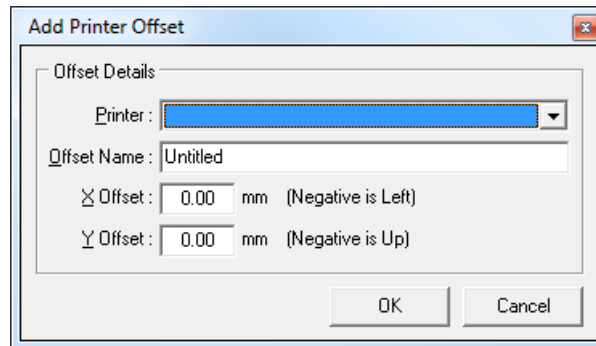 Add Printer Offset
Offset Details
Printer :
Offset Name : Untitled
X Offset : 0.00 mm (Negative is Left)
Y Offset : 0.00 mm (Negative is Up)
OK Cancel